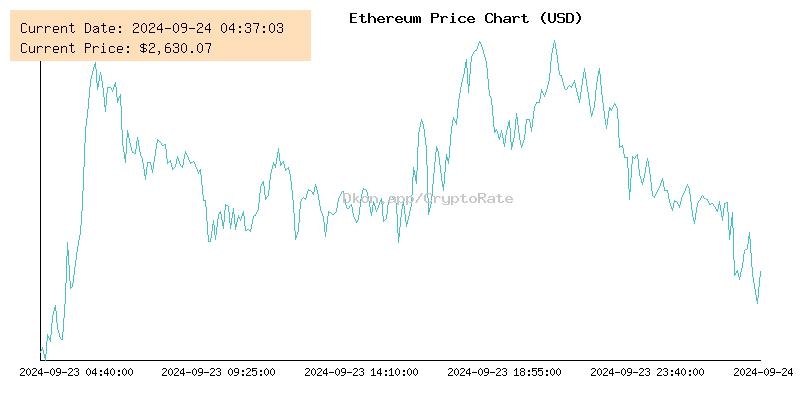 Ethereum Price Chart (USD)
Current Date: 2024-09-24 04:37:03
Current Price: $2,630.07
Dkon.app/CryptoRate
2024-09-23 04:40:00 2024-09-23 09:25:00 2024-09-23 14:10:00 2024-09-23 18:55:00 2024-09-23 23:40:00 2024-09-24